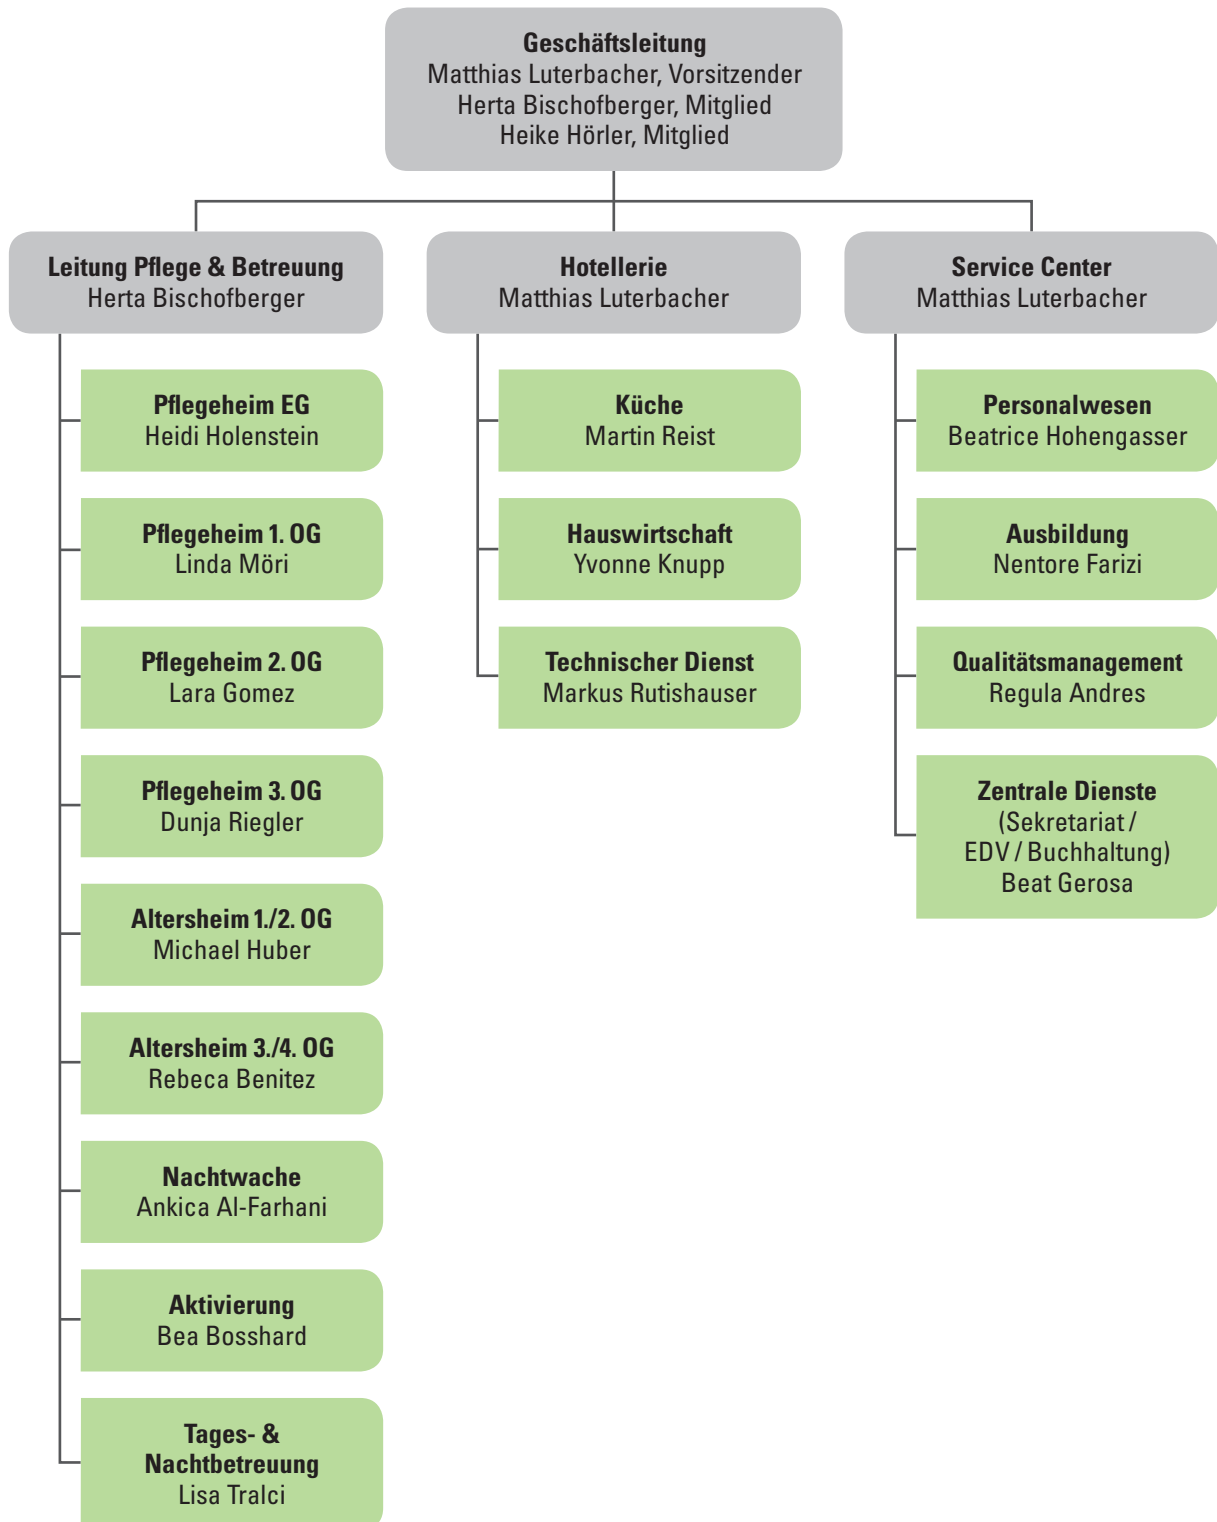 Geschäftsleitung
Matthias Luterbacher, Vorsitzender
Herta Bischofberger, Mitglied
Heike Hörler, Mitglied
Leitung Pflege & Betreuung
Herta Bischofberger
Pflegeheim EG
Heidi Holenstein
Pflegeheim 1. OG
Linda Möri
Pflegeheim 2. OG
Lara Gomez
Pflegeheim 3. OG
Dunja Riegler
Altersheim 1./2. OG
Michael Huber
Altersheim 3./4. OG
Rebeca Benitez
Nachtwache
Ankica Al-Farhani
Aktivierung
Bea Bosshard
Tages- &
Nachtbetreuung
Lisa Tralci
Hotellerie
Matthias Luterbacher
Küche
Martin Reist
Hauswirtschaft
Yvonne Knupp
Technischer Dienst
Markus Rutishauser
Service Center
Matthias Luterbacher
Personalwesen
Beatrice Hohengasser
Ausbildung
Nentore Farizi
Qualitätsmanagement
Regula Andres
Zentrale Dienste
(Sekretariat /
EDV / Buchhaltung)
Beat Gerosa